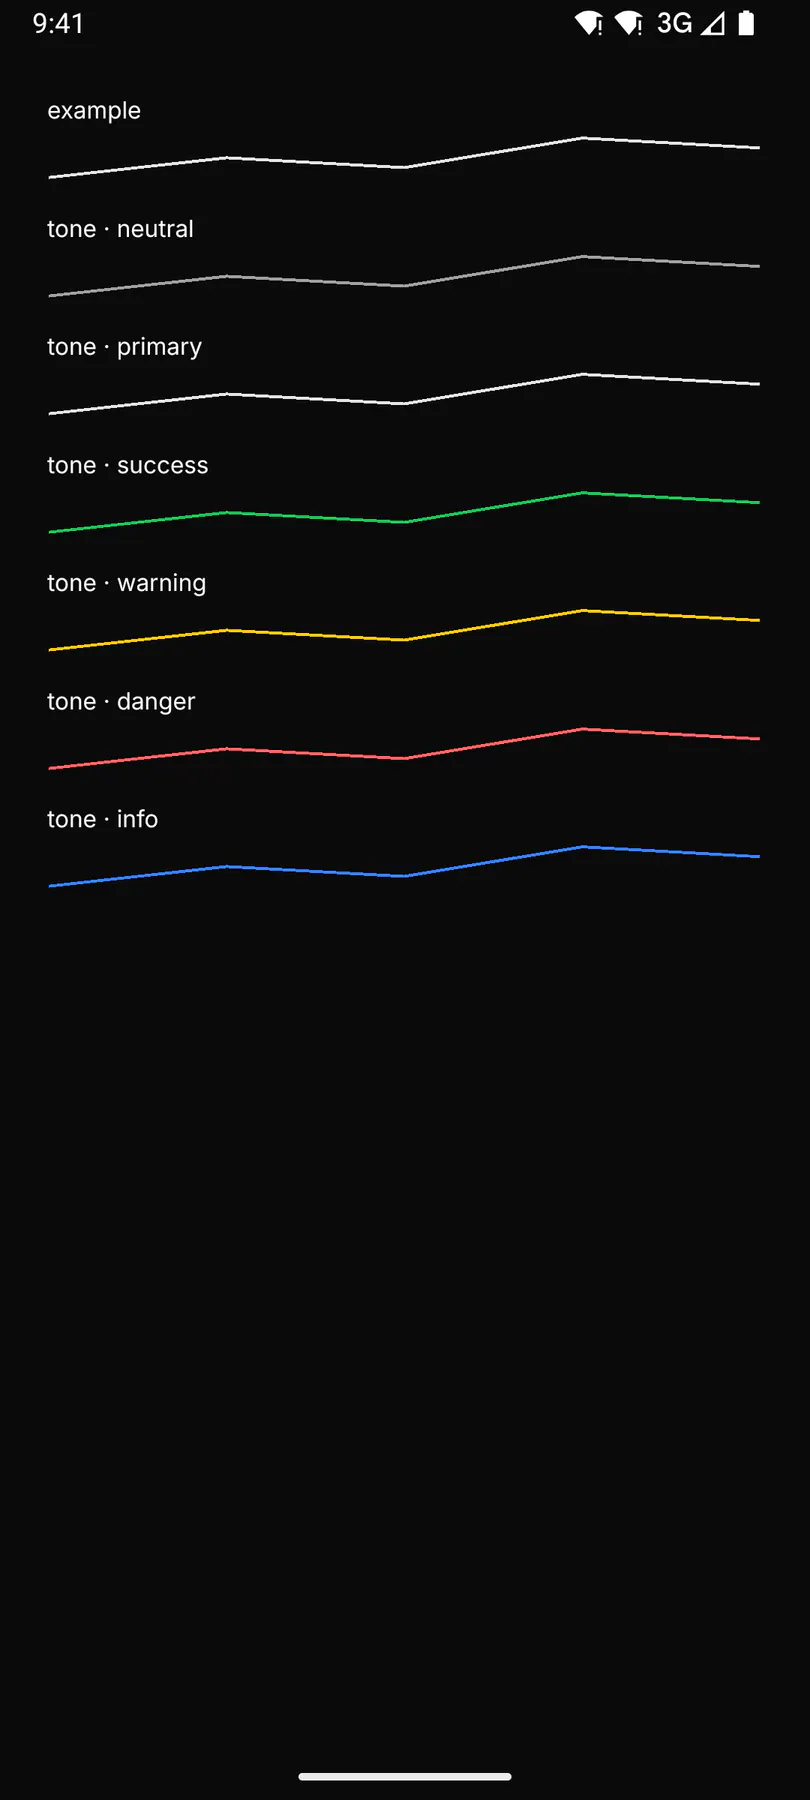 9:41
3G
example
tone · neutral
tone · primary
tone · success
tone · warning
tone · danger
tone · info